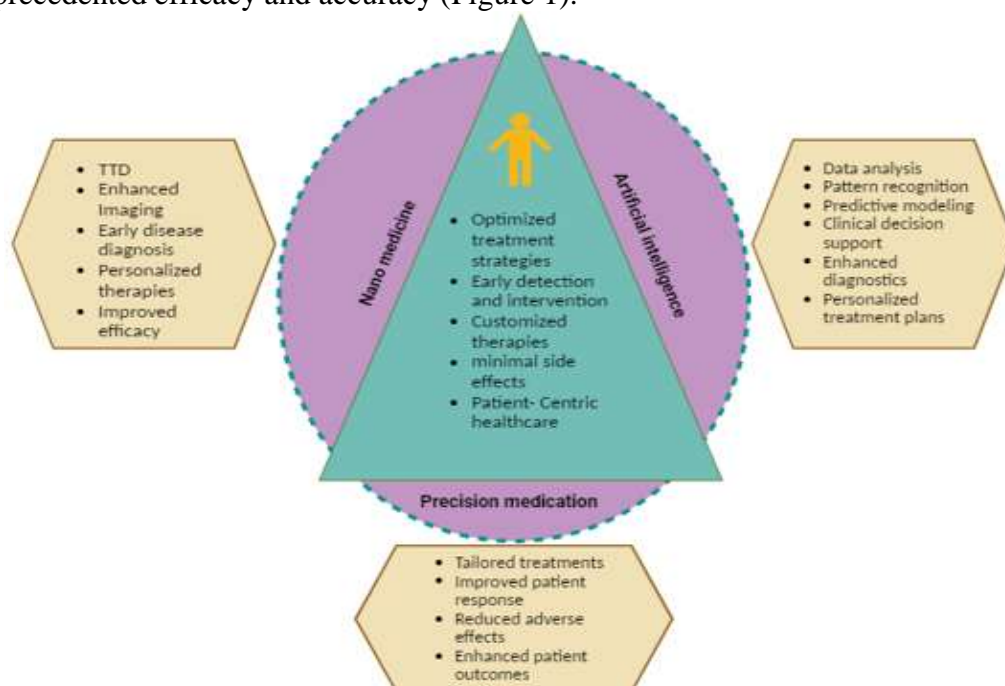 precedented efficacy and accuracy (Figure 1).
• TTD
• Enhanced
Imaging
• Early disease
diagnosis
• Personalized
therapies
• Improved
efficacy
Nano medicine
• Optimized
treatment
strategies
• Early detection
and intervention
• Customized
therapies
• minimal side
effects
• Patient- Centric
healthcare
Artificial intelligence
• Data analysis
• Pattern recognition
• Predictive modeling
• Clinical decision
support
• Enhanced
diagnostics
• Personalized
treatment plans
Precision medication
• Tailored treatments
• Improved patient
response
• Reduced adverse
effects
• Enhanced patient
outcomes